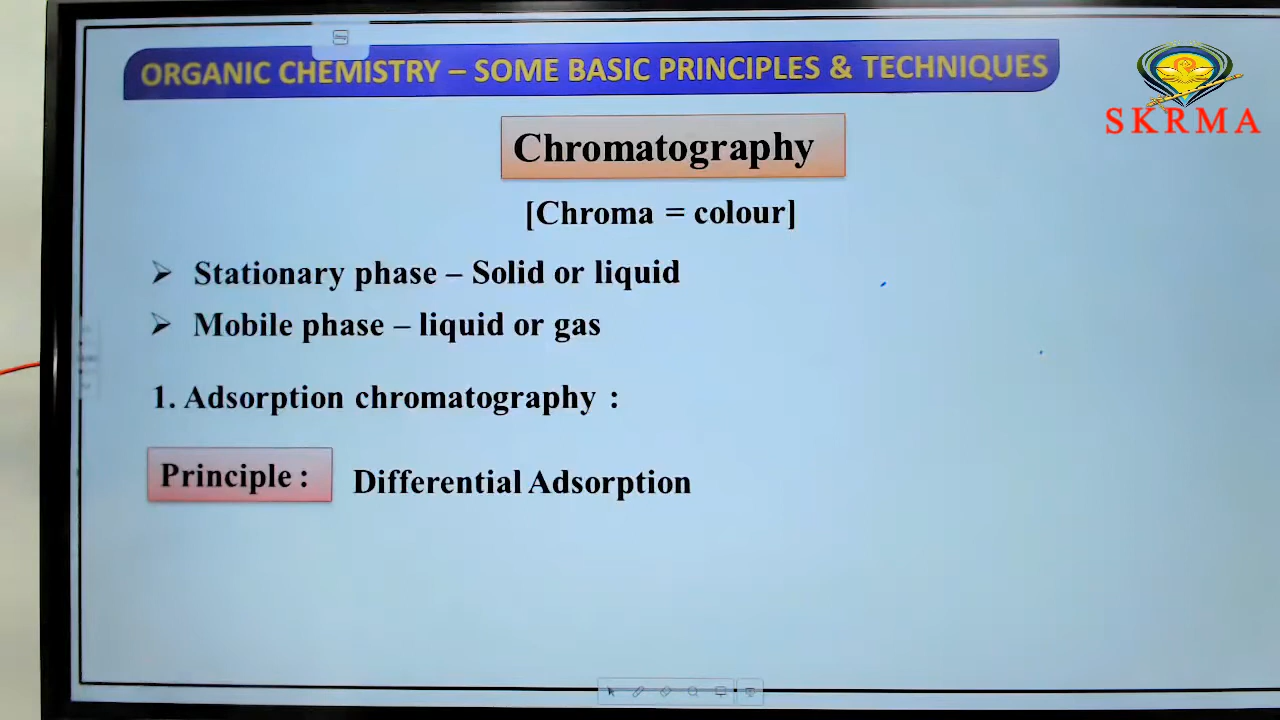 ORGANIC CHEMISTRY – SOME BASIC PRINCIPLES & TECHNIQUES
SKRMA
Chromatography
[Chroma = colour]
➢ Stationary phase – Solid or liquid
➢ Mobile phase – liquid or gas
1. Adsorption chromatography :
Principle : Differential Adsorption